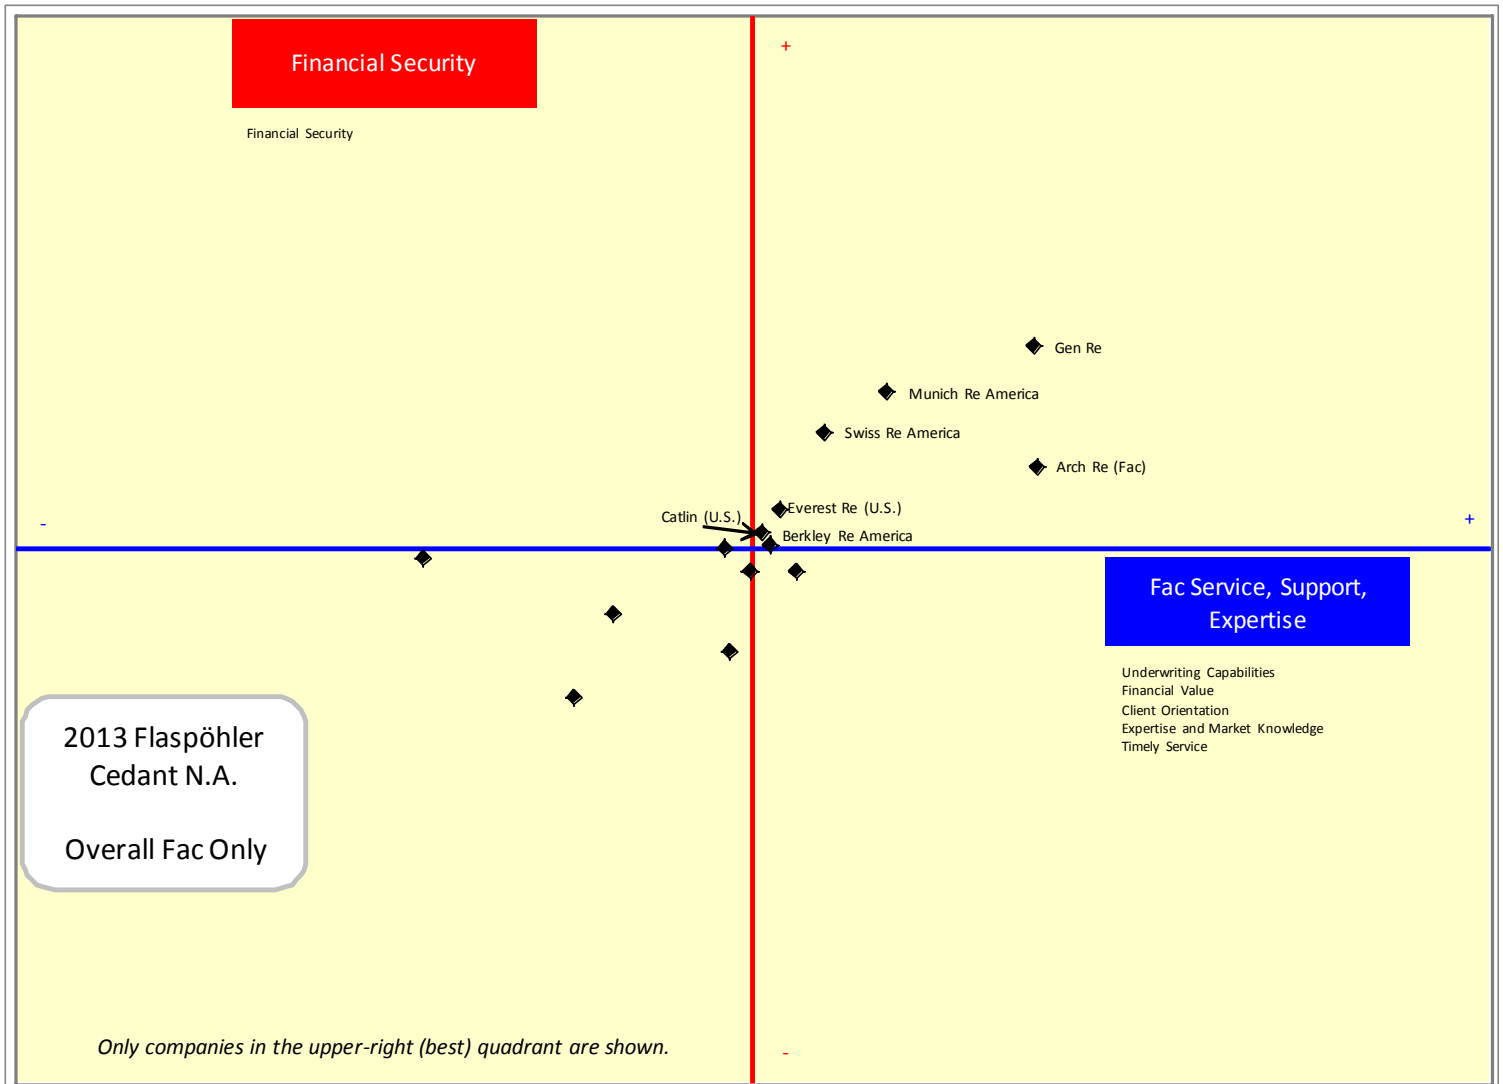 Financial Security
+
Financial Security
Gen Re
Munich Re America
Swiss Re America
Arch Re (Fac)
Everest Re (U.S.)
Catlin (U.S.)
-
+
Berkley Re America
Fac Service, Support,
Expertise
Underwriting Capabilities
Financial Value
Client Orientation
Expertise and Market Knowledge
Timely Service
2013 Flaspöhler
Cedant N.A.
Overall Fac Only
Only companies in the upper-right (best) quadrant are shown.
-